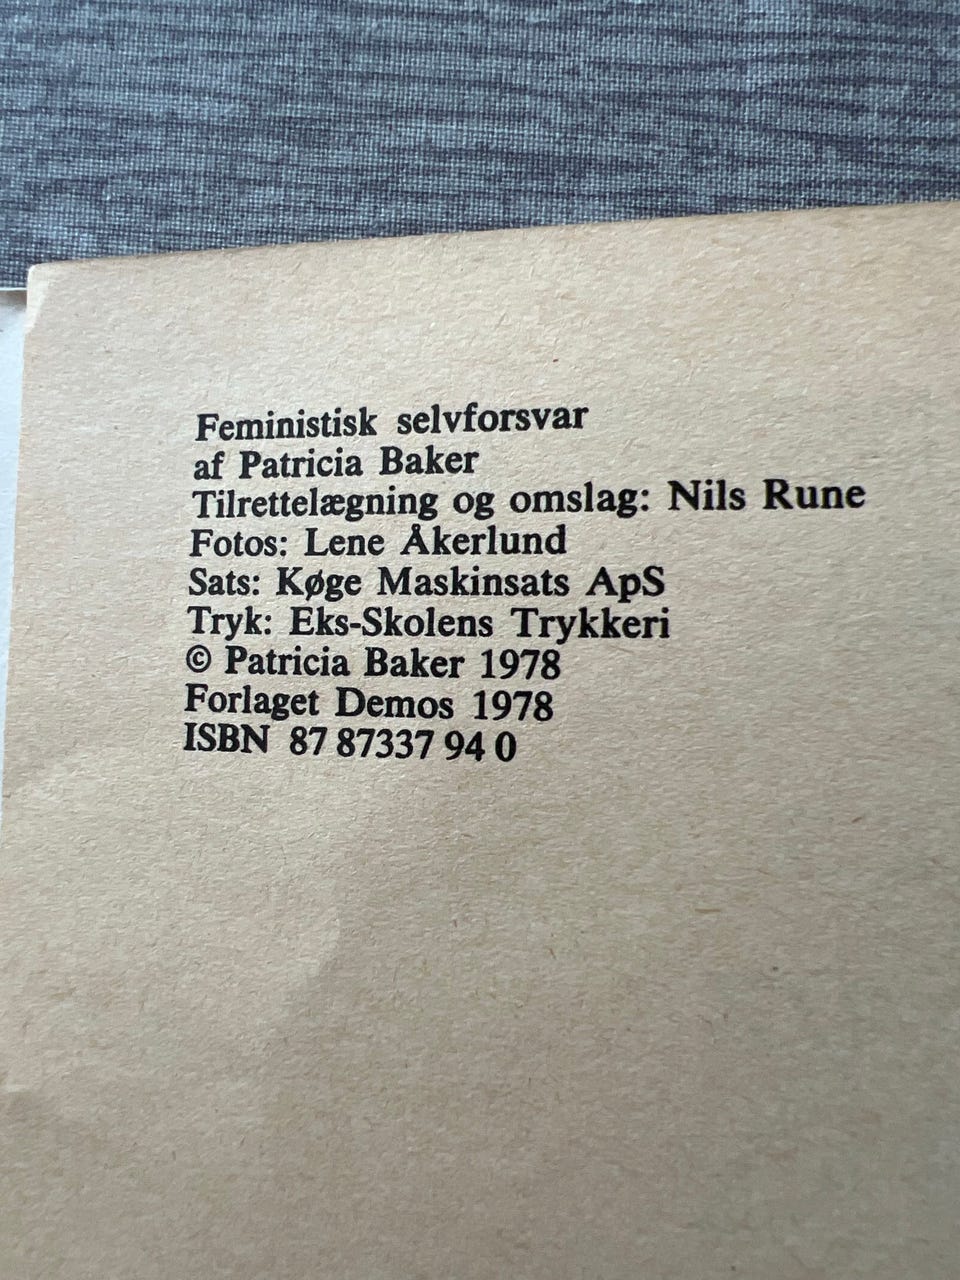 Feministisk selvforsvar
af Patricia Baker
Tilrettelægning og omslag: Nils Rune
Fotos: Lene Åkerlund
Sats: Køge Maskinsats ApS
Tryk: Eks-Skolens Trykkeri
© Patricia Baker 1978
Forlaget Demos 1978
ISBN 87 87337 94 0